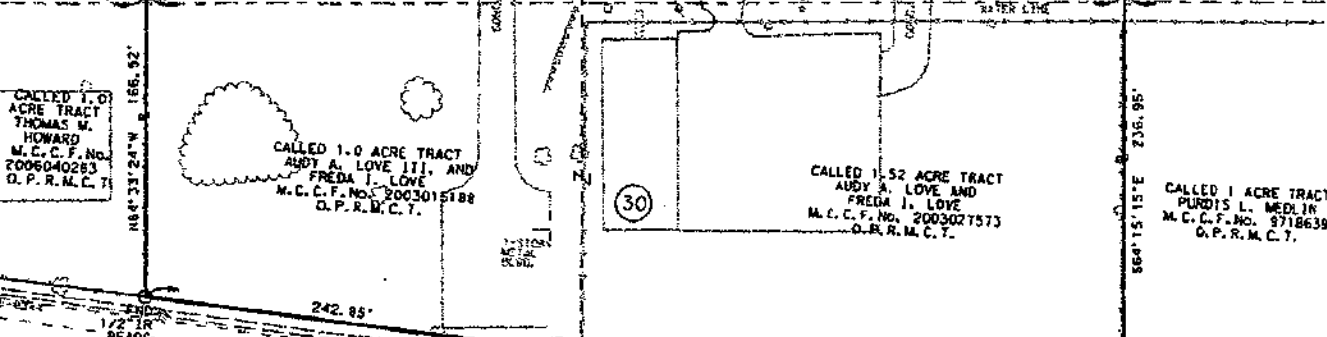 WATER LINE
CONC
CONC
N64°33'24"W 166.52'
CALLED 1.0
ACRE TRACT
THOMAS W.
HOWARD
M.C.C.F.No.
2006040263
O.P.R.M.C.T.
CALLED 1.0 ACRE TRACT
AUDY A. LOVE III, AND
FREDA I. LOVE
M.C.C.F.No. 2003015188
O.P.R.M.C.T.
30
CALLED 1.52 ACRE TRACT
AUDY A. LOVE AND
FREDA I. LOVE
M.C.C.F.No. 2003027573
O.P.R.M.C.T.
S64°15'15"E 236.95'
CALLED 1 ACRE TRACT
PURDIS L. MEDLIN
M.C.C.F.No. 9718639
O.P.R.M.C.T.
242.85'
FND
1/2" IR